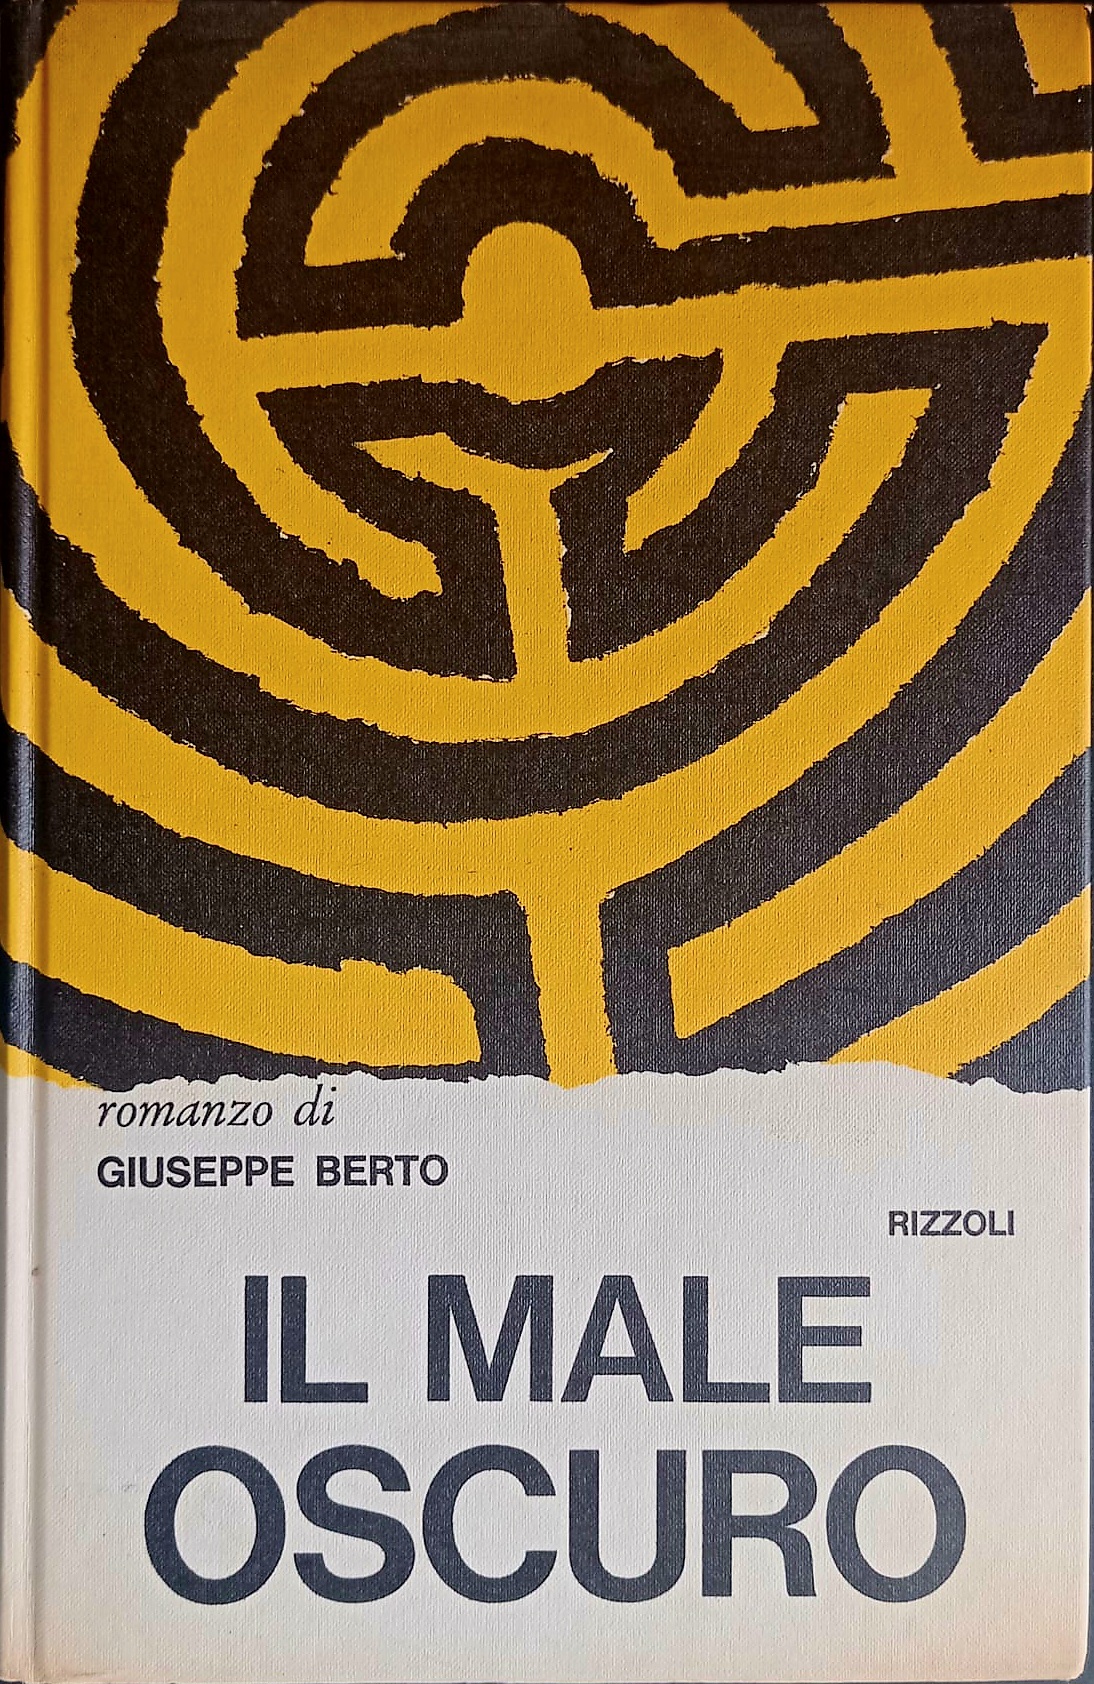 romanzo di
GIUSEPPE BERTO
RIZZOLI
IL MALE
OSCURO